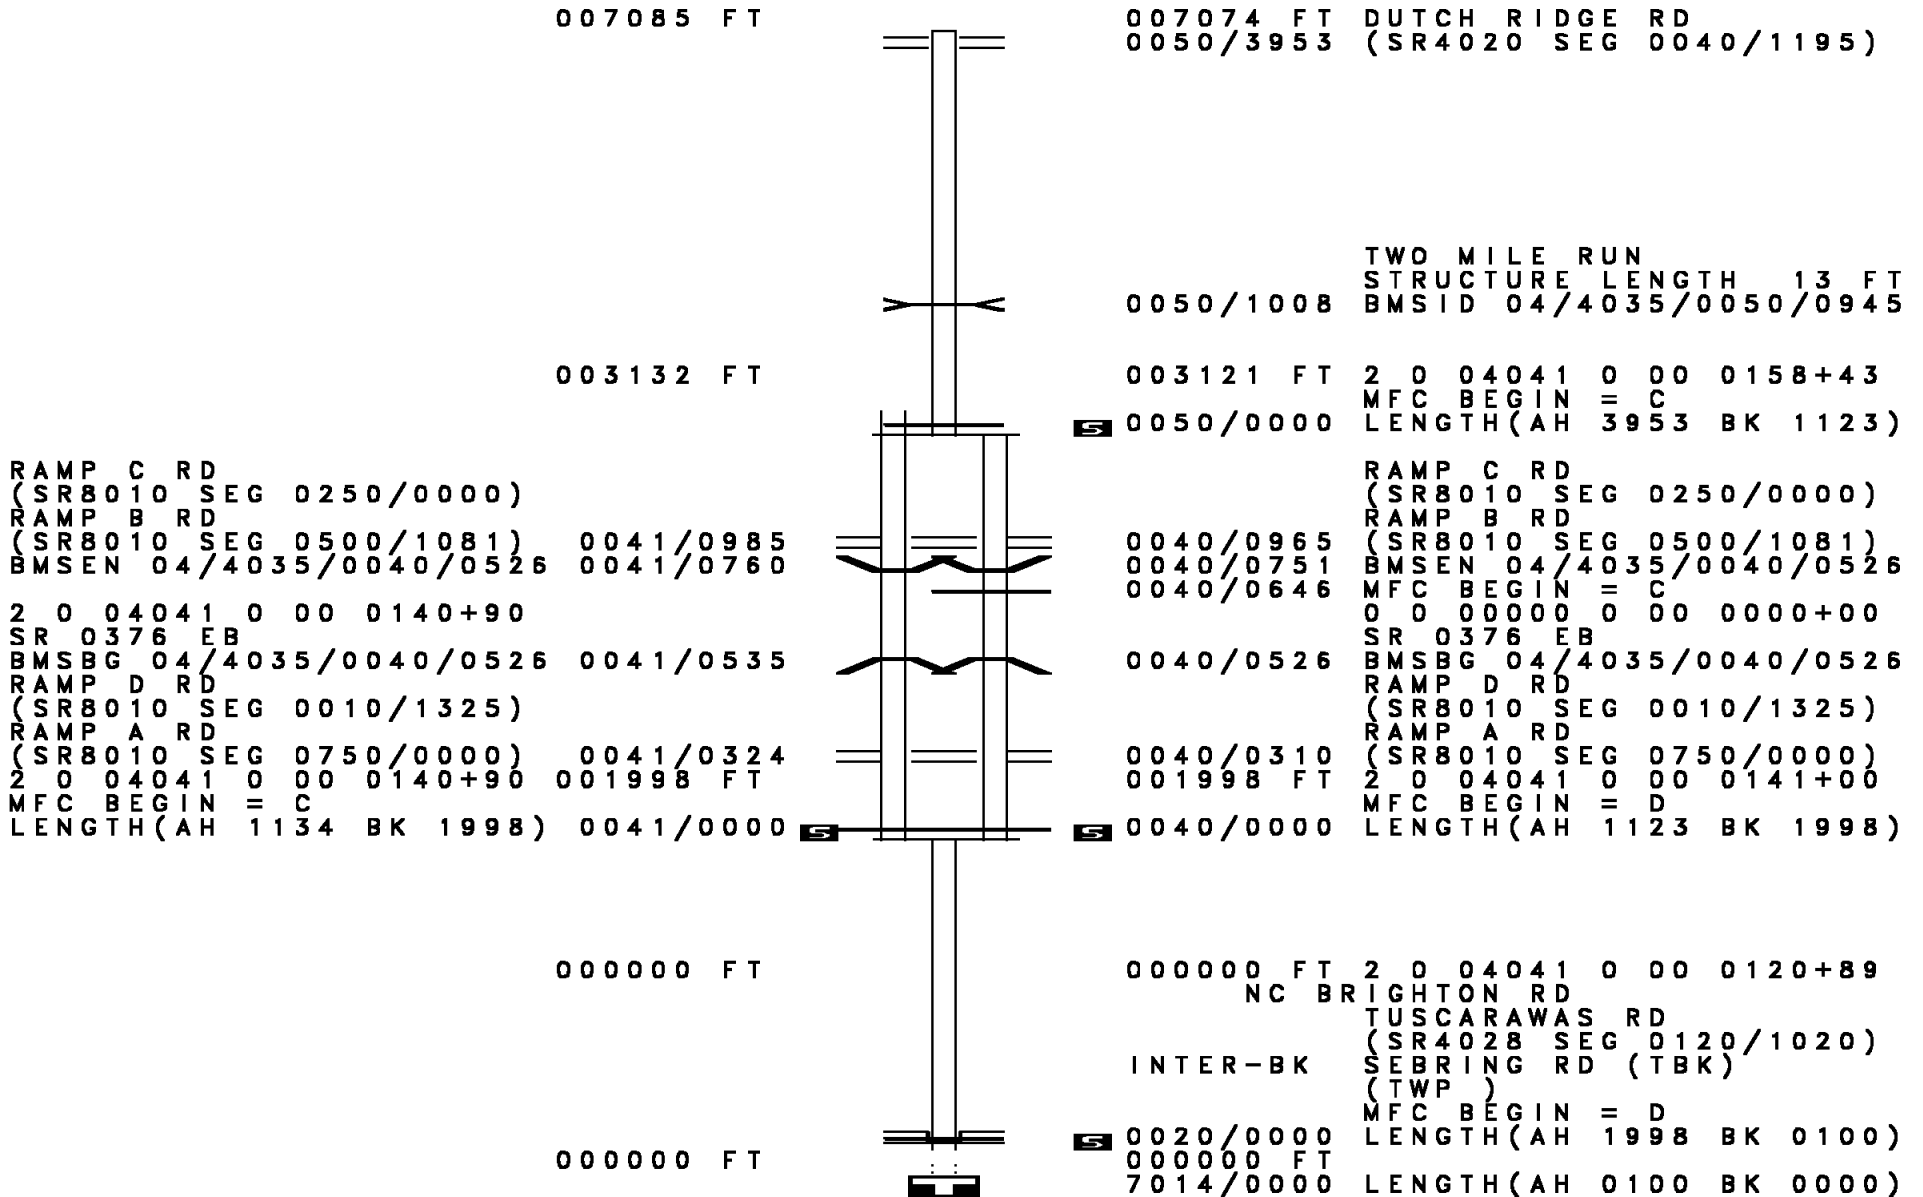 007085 FT 007074 FT DUTCH RIDGE RD
0050/3953 (SR4020 SEG 0040/1195)
TWO MILE RUN
STRUCTURE LENGTH 13 FT
0050/1008 BMSID 04/4035/0050/0945
003132 FT 003121 FT 2 0 04041 0 00 0158+43
MFC BEGIN = C
S 0050/0000 LENGTH(AH 3953 BK 1123)
RAMP C RD RAMP C RD
(SR8010 SEG 0250/0000) (SR8010 SEG 0250/0000)
RAMP B RD RAMP B RD
(SR8010 SEG 0500/1081) 0041/0985 0040/0965 (SR8010 SEG 0500/1081)
BMSEN 04/4035/0040/0526 0041/0760 0040/0751 BMSEN 04/4035/0040/0526
0040/0646 MFC BEGIN = C
2 0 04041 0 00 0140+90 0 0 00000 0 00 0000+00
SR 0376 EB SR 0376 EB
BMSBG 04/4035/0040/0526 0041/0535 0040/0526 BMSBG 04/4035/0040/0526
RAMP D RD RAMP D RD
(SR8010 SEG 0010/1325) (SR8010 SEG 0010/1325)
RAMP A RD RAMP A RD
(SR8010 SEG 0750/0000) 0041/0324 0040/0310 (SR8010 SEG 0750/0000)
2 0 04041 0 00 0140+90 001998 FT 001998 FT 2 0 04041 0 00 0141+00
MFC BEGIN = C MFC BEGIN = D
LENGTH(AH 1134 BK 1998) 0041/0000 S S 0040/0000 LENGTH(AH 1123 BK 1998)
000000 FT 000000 FT 2 0 04041 0 00 0120+89
NC BRIGHTON RD
TUSCARAWAS RD
(SR4028 SEG 0120/1020)
INTER-BK SEBRING RD (TBK)
(TWP )
MFC BEGIN = D
S 0020/0000 LENGTH(AH 1998 BK 0100)
000000 FT 000000 FT
7014/0000 LENGTH(AH 0100 BK 0000)